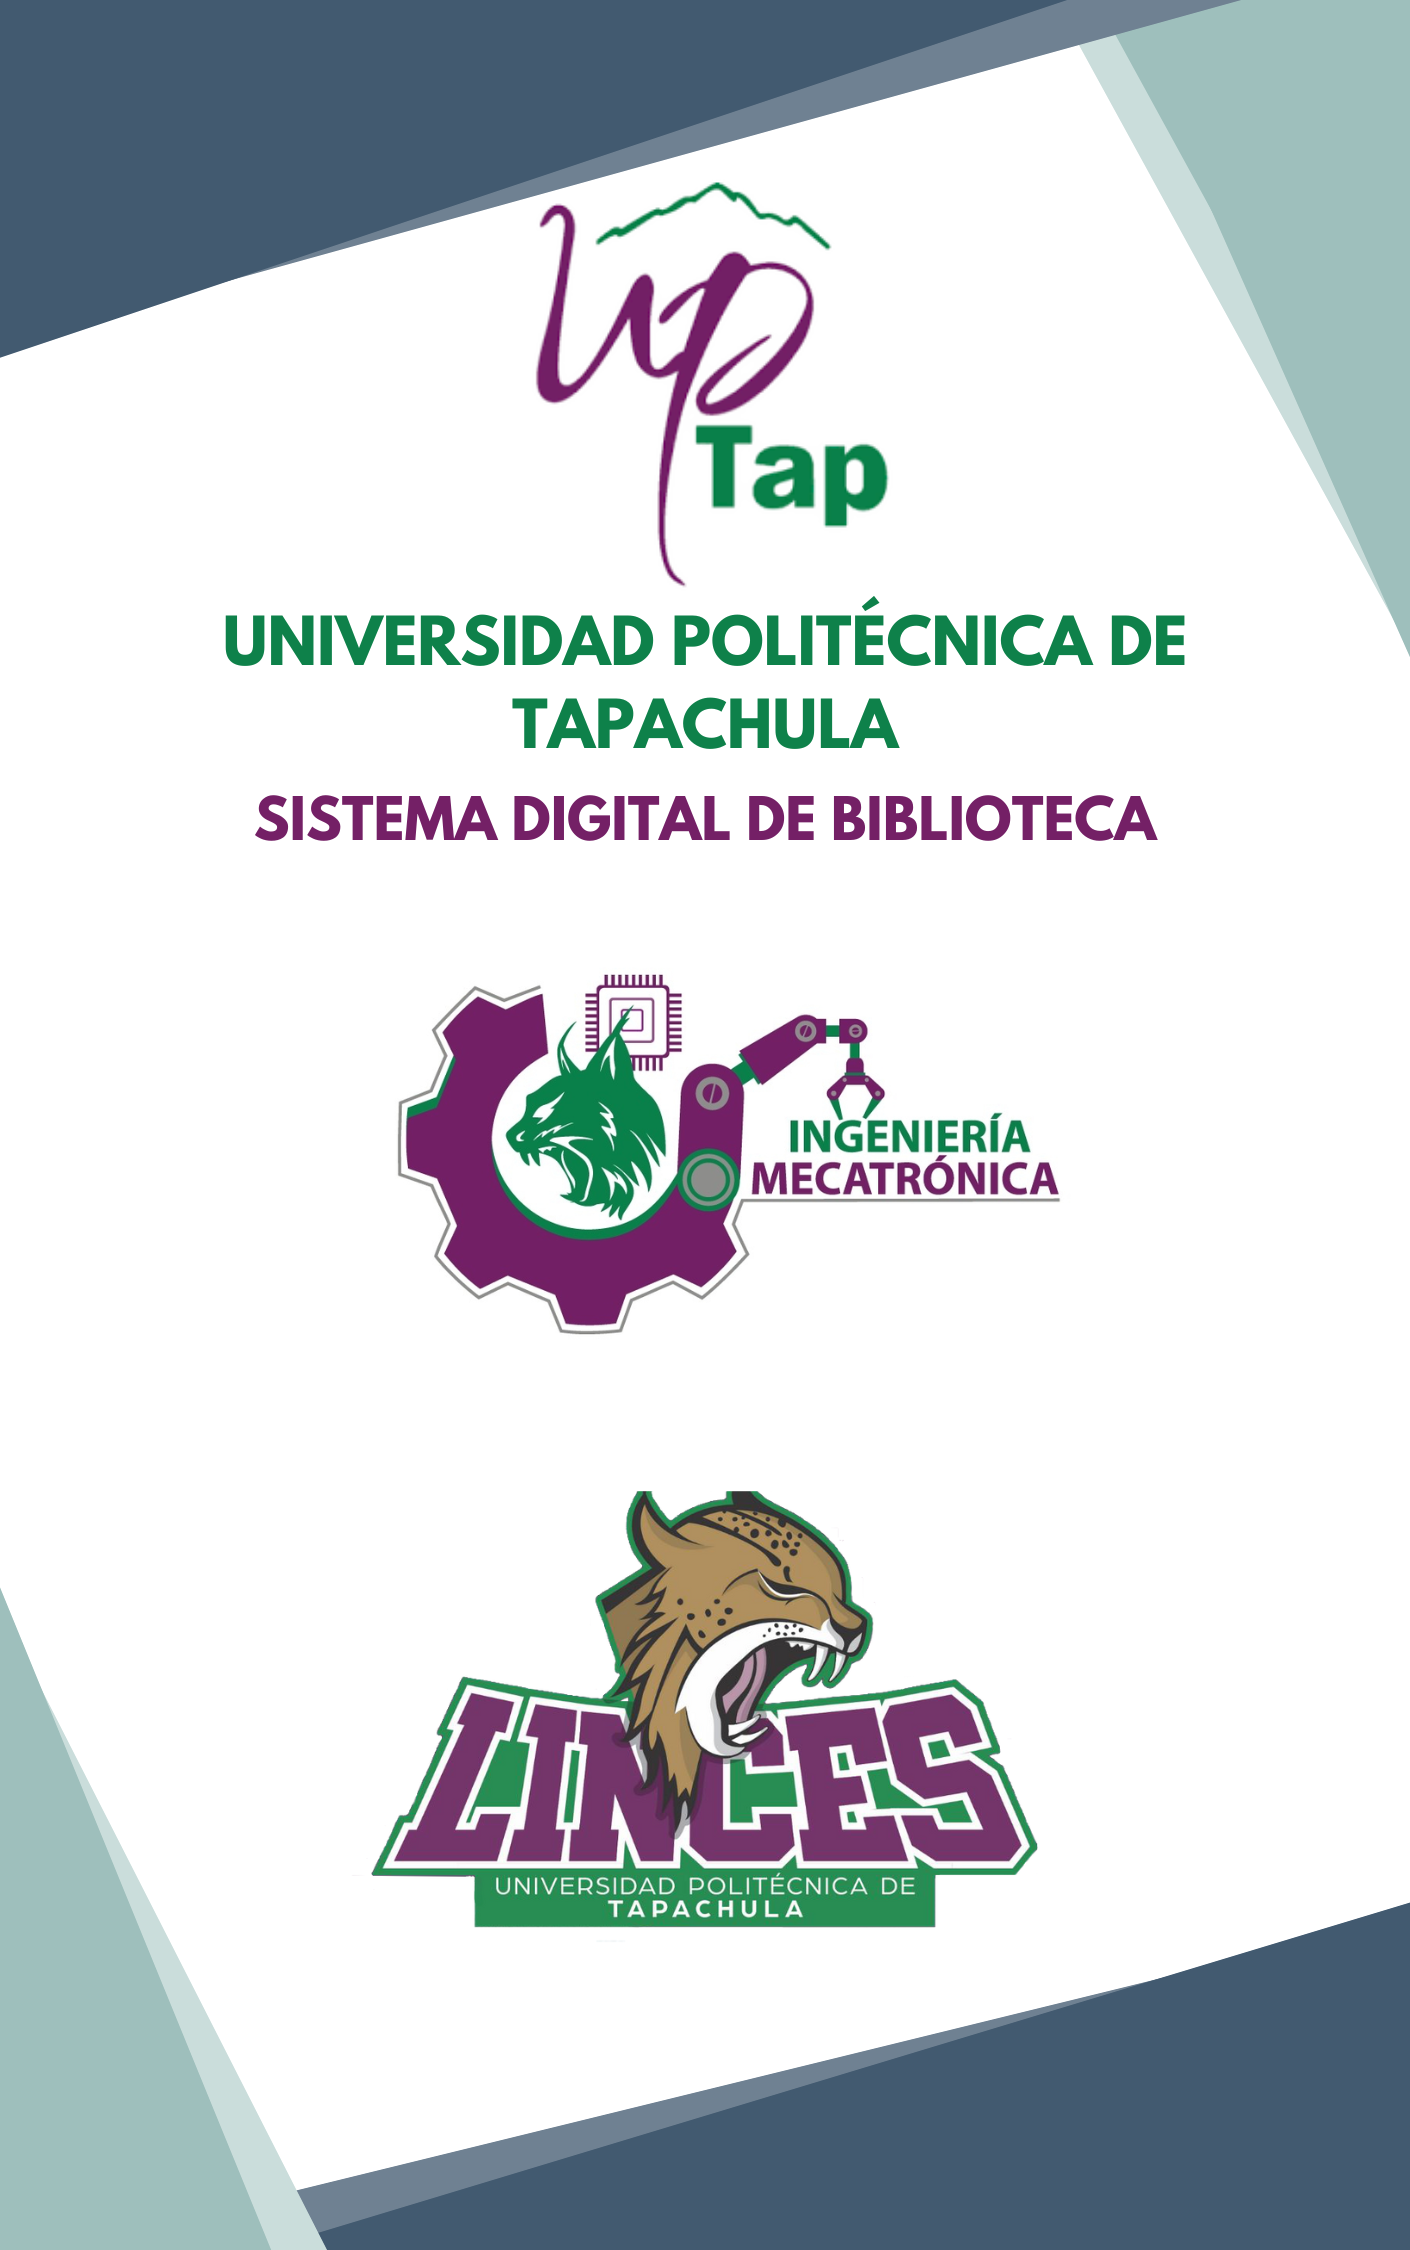 up
Tap
UNIVERSIDAD POLITÉCNICA DE
TAPACHULA
SISTEMA DIGITAL DE BIBLIOTECA
INGENIERÍA
MECATRÓNICA
LINCES
UNIVERSIDAD POLITÉCNICA DE
TAPACHULA